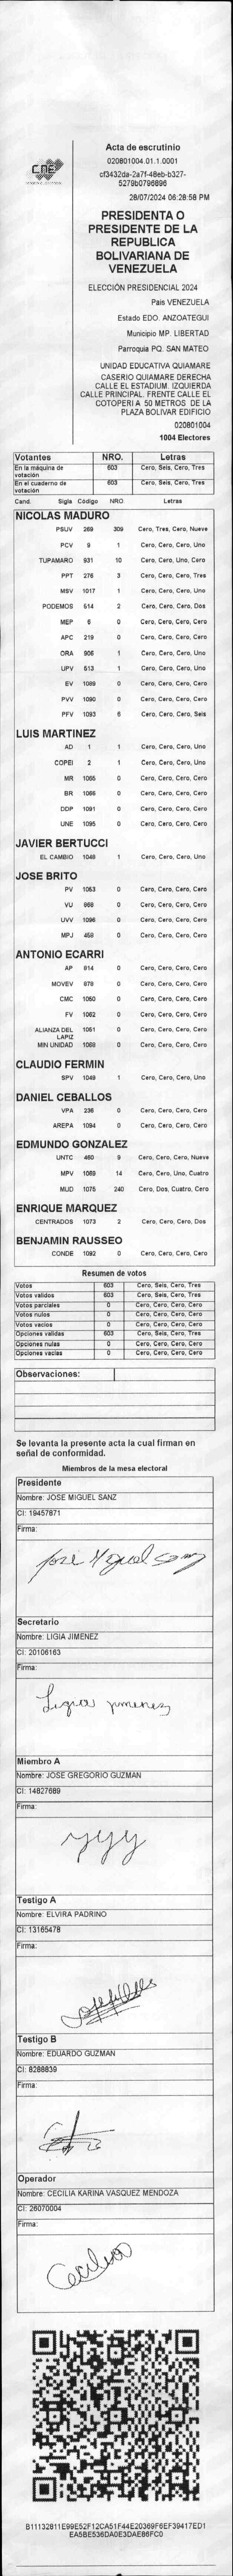 CNE
Acta de escrutinio
020801004.01.1.0001
cf3432da-2a7f-48eb-b327-
5279b0796896
28/07/2024 06:28:58 PM
PRESIDENTA O
PRESIDENTE DE LA
REPUBLICA
BOLIVARIANA DE
VENEZUELA
ELECCIÓN PRESIDENCIAL 2024
Pais VENEZUELA
Estado EDO. ANZOATEGUI
Municipio MP. LIBERTAD
Parroquia PQ. SAN MATEO
UNIDAD EDUCATIVA QUIAMARE
CASERIO QUIAMARE DERECHA
CALLE EL ESTADIUM. IZQUIERDA
CALLE PRINCIPAL. FRENTE CALLE EL
COTOPERI A 50 METROS DE LA
PLAZA BOLIVAR EDIFICIO
020801004
1004 Electores
Votantes NRO. Letras
En la máquina de votación 603 Cero, Seis, Cero, Tres
En el cuaderno de votación 603 Cero, Seis, Cero, Tres
Cand. Sigla Código NRO Letras
NICOLAS MADURO
PSUV 269 309 Cero, Tres, Cero, Nueve
PCV 9 1 Cero, Cero, Cero, Uno
TUPAMARO 931 10 Cero, Cero, Uno, Cero
PPT 276 3 Cero, Cero, Cero, Tres
MSV 1017 1 Cero, Cero, Cero, Uno
PODEMOS 514 2 Cero, Cero, Cero, Dos
MEP 6 0 Cero, Cero, Cero, Cero
APC 219 0 Cero, Cero, Cero, Cero
ORA 906 1 Cero, Cero, Cero, Uno
UPV 513 1 Cero, Cero, Cero, Uno
EV 1089 0 Cero, Cero, Cero, Cero
PVV 1090 0 Cero, Cero, Cero, Cero
PFV 1093 6 Cero, Cero, Cero, Seis
LUIS MARTINEZ
AD 1 1 Cero, Cero, Cero, Uno
COPEI 2 1 Cero, Cero, Cero, Uno
MR 1065 0 Cero, Cero, Cero, Cero
BR 1066 0 Cero, Cero, Cero, Cero
DDP 1091 0 Cero, Cero, Cero, Cero
UNE 1095 0 Cero, Cero, Cero, Cero
JAVIER BERTUCCI
EL CAMBIO 1048 1 Cero, Cero, Cero, Uno
JOSE BRITO
PV 1053 0 Cero, Cero, Cero, Cero
VU 868 0 Cero, Cero, Cero, Cero
UVV 1096 0 Cero, Cero, Cero, Cero
MPJ 458 0 Cero, Cero, Cero, Cero
ANTONIO ECARRI
AP 814 0 Cero, Cero, Cero, Cero
MOVEV 878 0 Cero, Cero, Cero, Cero
CMC 1050 0 Cero, Cero, Cero, Cero
FV 1062 0 Cero, Cero, Cero, Cero
ALIANZA DEL LAPIZ 1061 0 Cero, Cero, Cero, Cero
MIN UNIDAD 1068 0 Cero, Cero, Cero, Cero
CLAUDIO FERMIN
SPV 1049 1 Cero, Cero, Cero, Uno
DANIEL CEBALLOS
VPA 236 0 Cero, Cero, Cero, Cero
AREPA 1094 0 Cero, Cero, Cero, Cero
EDMUNDO GONZALEZ
UNTC 460 9 Cero, Cero, Cero, Nueve
MPV 1069 14 Cero, Cero, Uno, Cuatro
MUD 1075 240 Cero, Dos, Cuatro, Cero
ENRIQUE MARQUEZ
CENTRADOS 1073 2 Cero, Cero, Cero, Dos
BENJAMIN RAUSSEO
CONDE 1092 0 Cero, Cero, Cero, Cero
Resumen de votos
Votos 603 Cero, Seis, Cero, Tres
Votos validos 603 Cero, Seis, Cero, Tres
Votos parciales 0 Cero, Cero, Cero, Cero
Votos nulos 0 Cero, Cero, Cero, Cero
Votos vacios 0 Cero, Cero, Cero, Cero
Opciones validas 603 Cero, Seis, Cero, Tres
Opciones nulas 0 Cero, Cero, Cero, Cero
Opciones vacias 0 Cero, Cero, Cero, Cero
Observaciones:
Se levanta la presente acta la cual firman en
señal de conformidad.
Miembros de la mesa electoral
Presidente
Nombre: JOSE MIGUEL SANZ
CI: 19457871
Firma:
Jose Miguel Sanz
Secretario
Nombre: LIGIA JIMENEZ
CI: 20106163
Firma:
Ligia jimenez
Miembro A
Nombre: JOSE GREGORIO GUZMAN
CI: 14827689
Firma:
Testigo A
Nombre: ELVIRA PADRINO
CI: 13165478
Firma:
Testigo B
Nombre: EDUARDO GUZMAN
CI: 8288839
Firma:
Operador
Nombre: CECILIA KARINA VASQUEZ MENDOZA
CI: 26070004
Firma:
Cecilia
B11132811E99E52F12CA51F44E20369F6EF39417ED1
EA5BE536DA0E3DAE86FC0